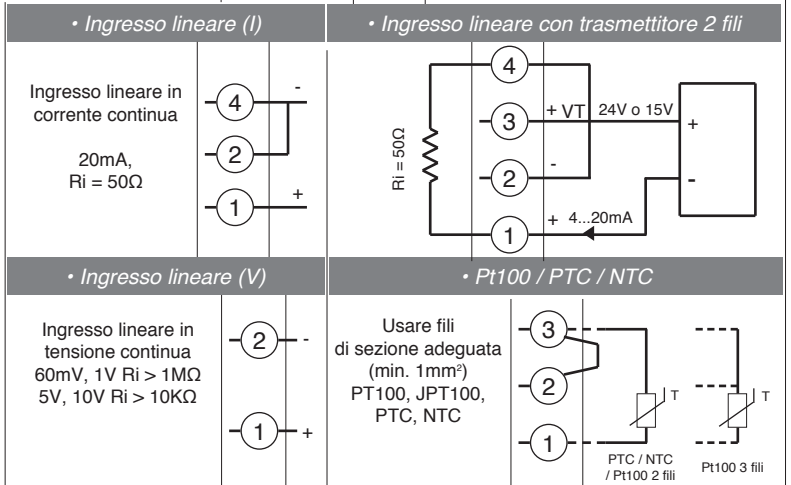 • Ingresso lineare (I)
Ingresso lineare in
corrente continua
20mA,
Ri = 50Ω
4
-
2
1
+
• Ingresso lineare con trasmettitore 2 fili
4
3
+ VT
24V o 15V
+
Ri = 50Ω
2
-
-
1
+
4...20mA
• Ingresso lineare (V)
Ingresso lineare in
tensione continua
60mV, 1V Ri > 1MΩ
5V, 10V Ri > 10KΩ
2
-
1
+
• Pt100 / PTC / NTC
Usare fili
di sezione adeguata
(min. 1mm²)
PT100, JPT100,
PTC, NTC
3
2
1
T
PTC / NTC
/ Pt100 2 fili
T
Pt100 3 fili